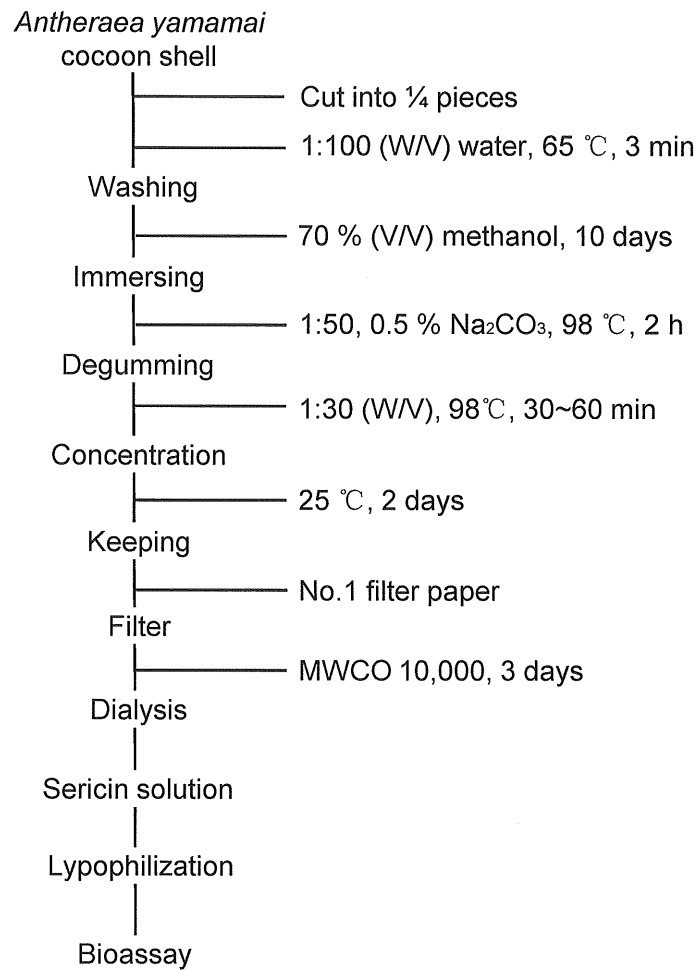 Antheraea yamamai
cocoon shell
Cut into ¼ pieces
1:100 (W/V) water, 65 ℃, 3 min
Washing
70 % (V/V) methanol, 10 days
Immersing
1:50, 0.5 % Na₂CO₃, 98 ℃, 2 h
Degumming
1:30 (W/V), 98℃, 30~60 min
Concentration
25 ℃, 2 days
Keeping
No.1 filter paper
Filter
MWCO 10,000, 3 days
Dialysis
Sericin solution
Lypophilization
Bioassay